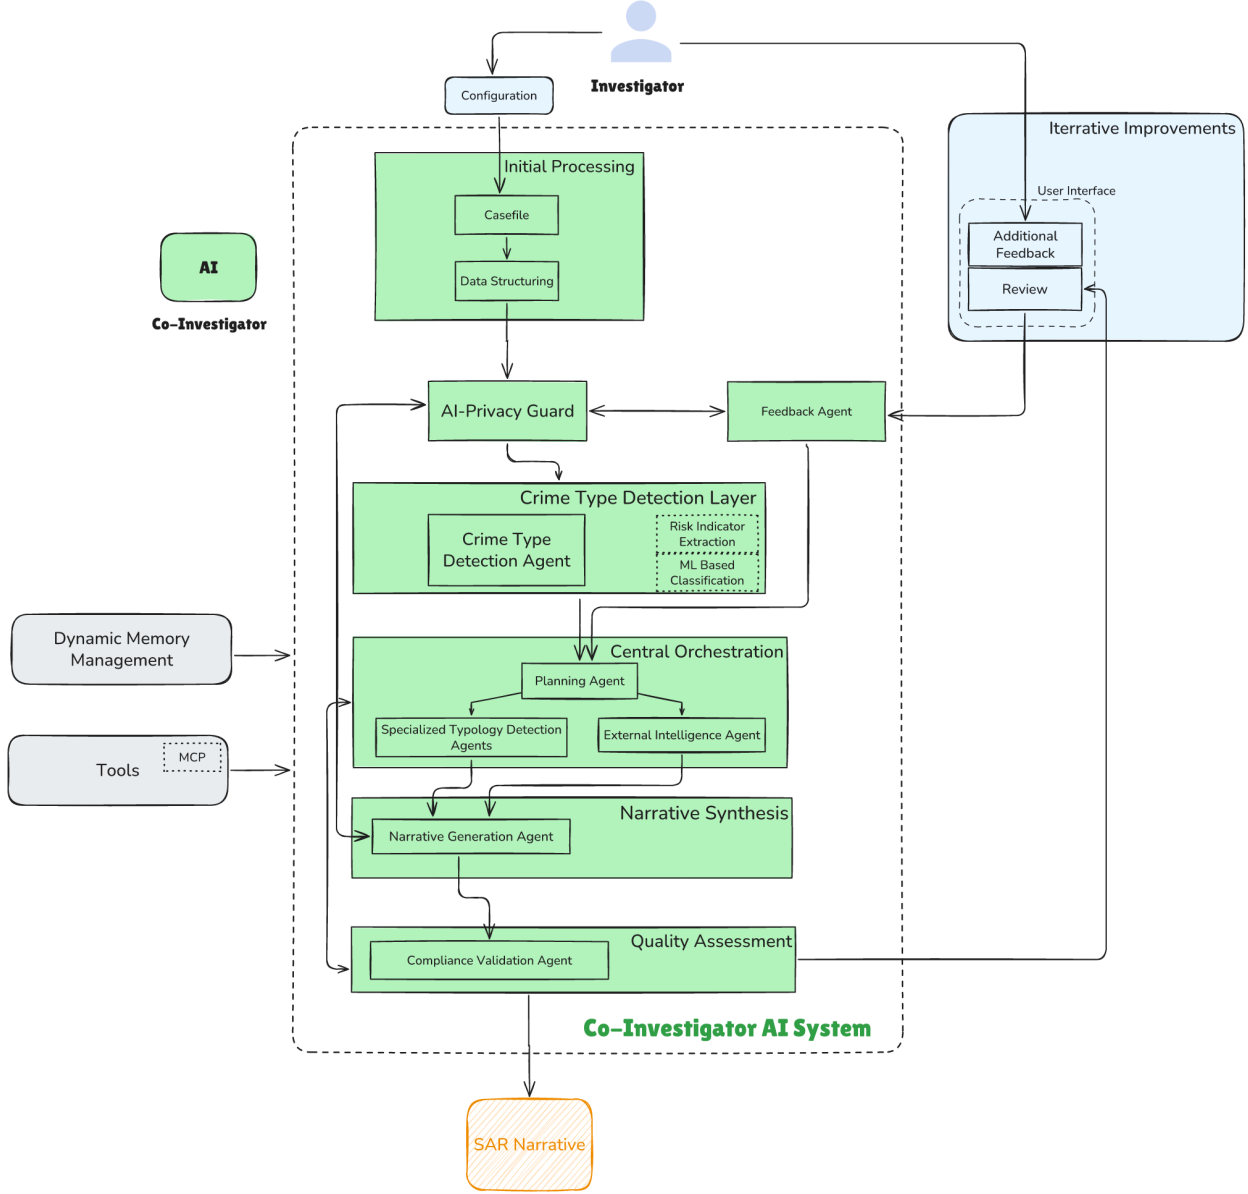 Investigator
Configuration
Iterrative Improvements
Initial Processing
User Interface
Casefile
Additional
Feedback
AI
Data Structuring
Review
Co-Investigator
AI-Privacy Guard
Feedback Agent
Crime Type Detection Layer
Crime Type
Detection Agent
Risk Indicator
Extraction
ML Based
Classification
Dynamic Memory
Management
Central Orchestration
Planning Agent
Specialized Typology Detection
Agents
External Intelligence Agent
Tools
MCP
Narrative Synthesis
Narrative Generation Agent
Quality Assessment
Compliance Validation Agent
Co-Investigator AI System
SAR Narrative